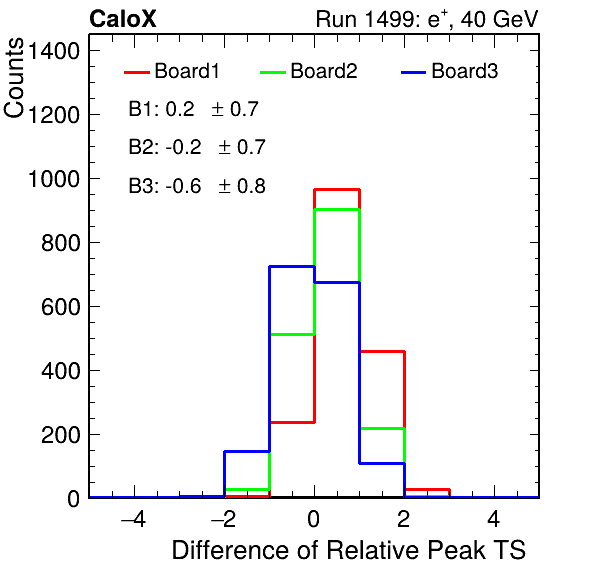 CaloX Run 1499: e⁺, 40 GeV
Counts
Board1 Board2 Board3
B1: 0.2 ± 0.7
B2: -0.2 ± 0.7
B3: -0.6 ± 0.8
1400
1200
1000
800
600
400
200
0
−4 −2 0 2 4
Difference of Relative Peak TS